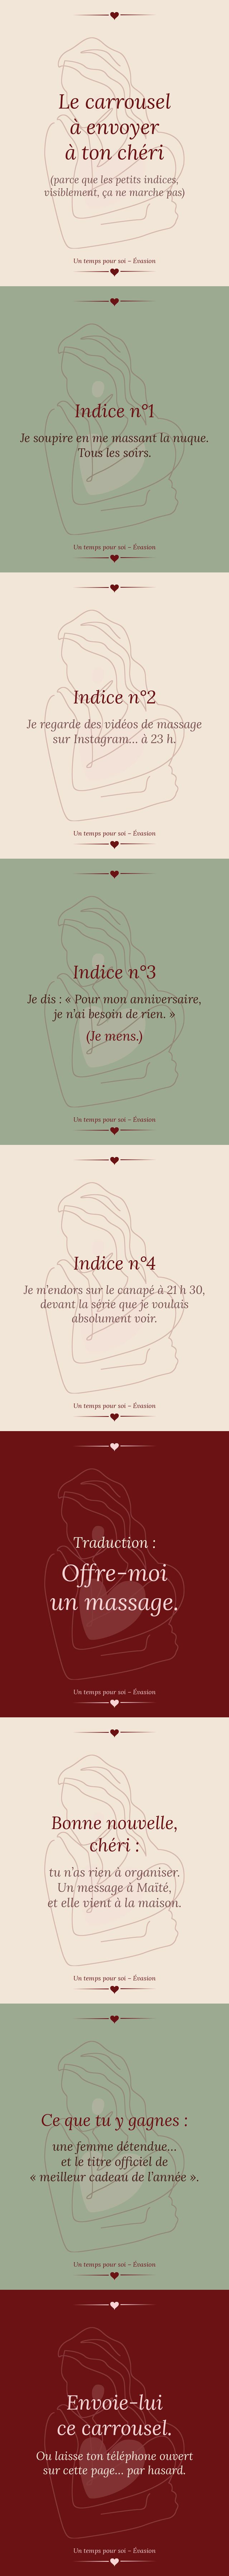 Le carrousel
à envoyer
à ton chéri
(parce que les petits indices,
visiblement, ça ne marche pas)
Un temps pour soi – Évasion
Indice n°1
Je soupire en me massant la nuque.
Tous les soirs.
Un temps pour soi – Évasion
Indice n°2
Je regarde des vidéos de massage
sur Instagram... à 23 h.
Un temps pour soi – Évasion
Indice n°3
Je dis : « Pour mon anniversaire,
je n'ai besoin de rien. »
(Je mens.)
Un temps pour soi – Évasion
Indice n°4
Je m'endors sur le canapé à 21 h 30,
devant la série que je voulais
absolument voir.
Un temps pour soi – Évasion
Traduction :
Offre-moi
un massage.
Un temps pour soi – Évasion
Bonne nouvelle,
chéri :
tu n'as rien à organiser.
Un message à Maïté,
et elle vient à la maison.
Un temps pour soi – Évasion
Ce que tu y gagnes :
une femme détendue...
et le titre officiel de
« meilleur cadeau de l'année ».
Un temps pour soi – Évasion
Envoie-lui
ce carrousel.
Ou laisse ton téléphone ouvert
sur cette page... par hasard.
Un temps pour soi – Évasion